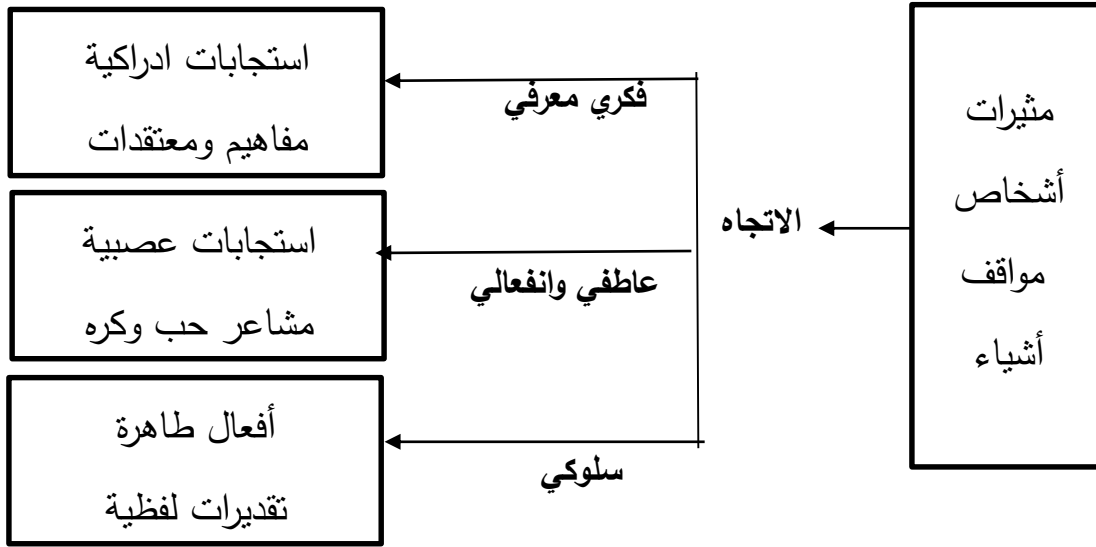 مثيرات
أشخاص
مواقف
أشياء
الاتجاه
فكري معرفي
استجابات ادراكية
مفاهيم ومعتقدات
عاطفي وانفعالي
استجابات عصبية
مشاعر حب وكره
سلوكي
أفعال طاهرة
تقديرات لفظية